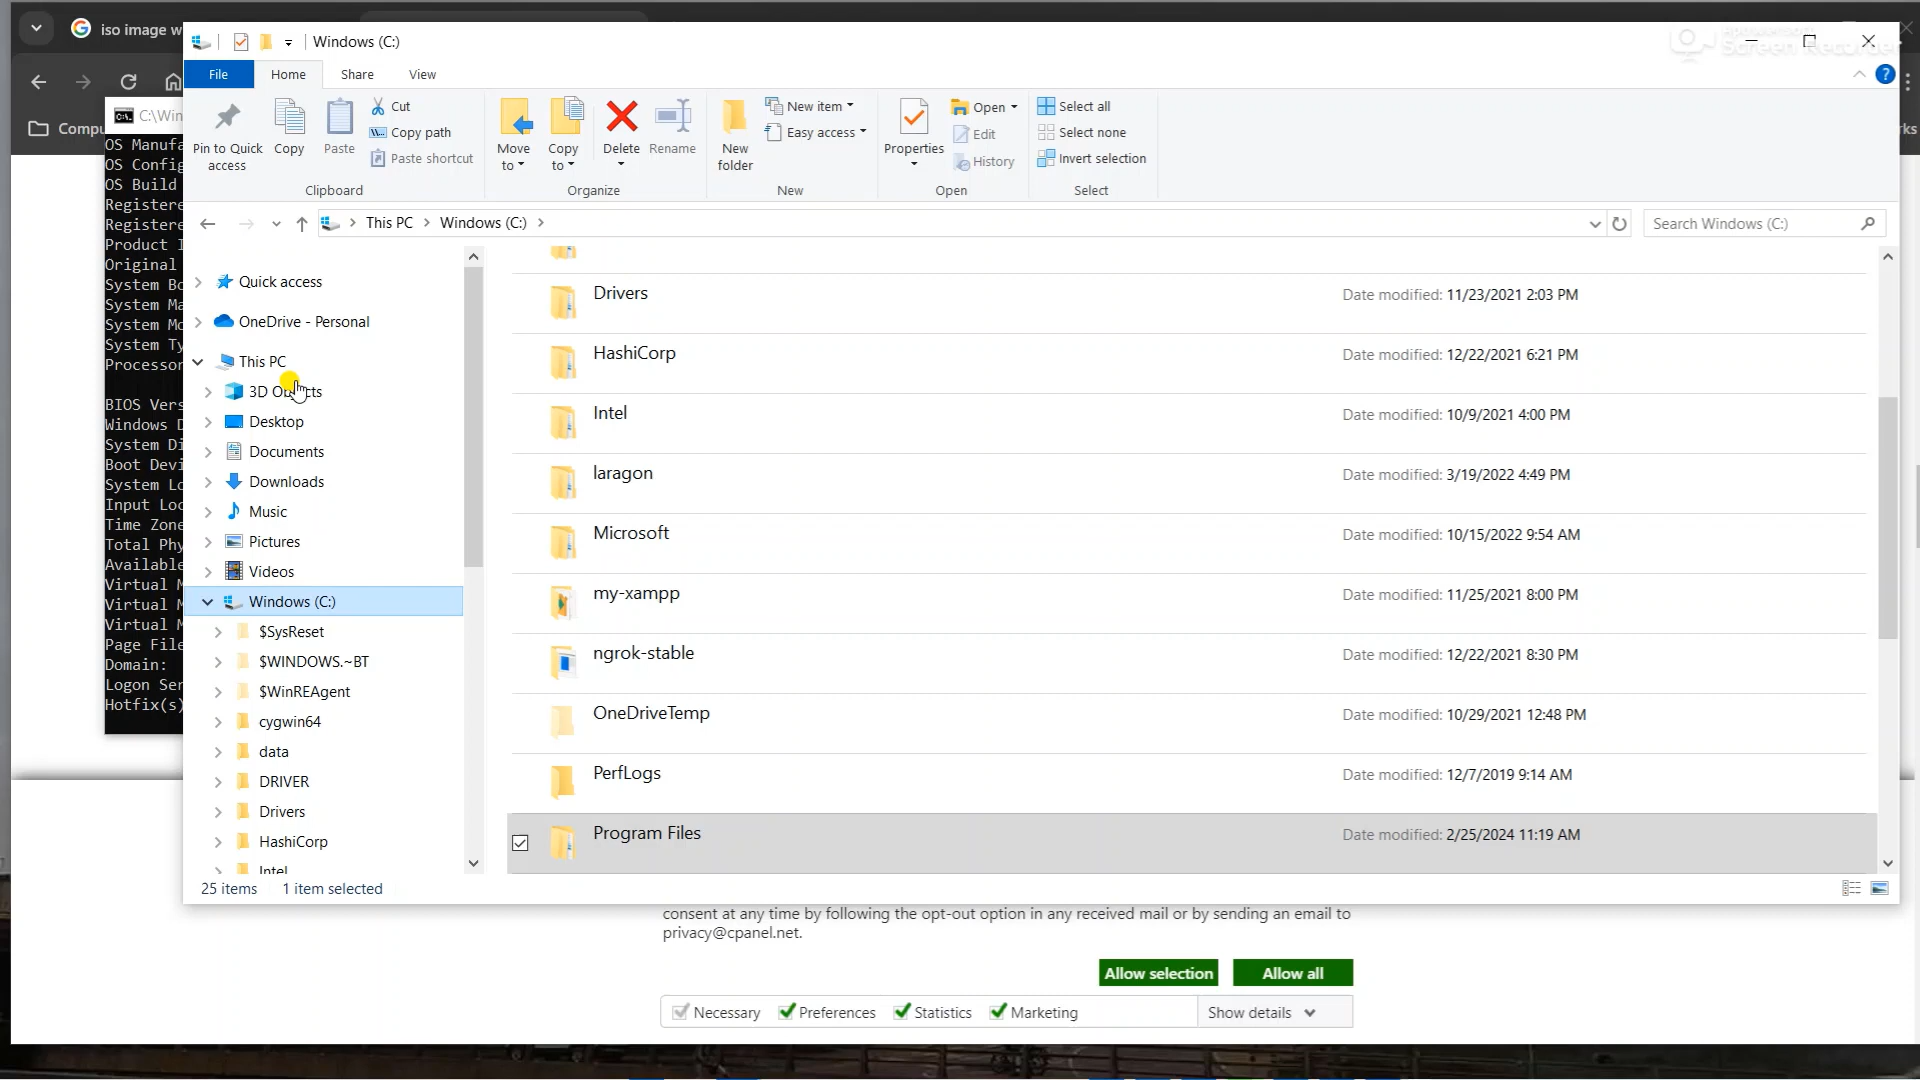 iso image w
Windows (C:)
Screen Recorder
File
Home
Share
View
?
C:\Win
Compu
rks
Pin to Quick
access
Copy
Paste
Cut
Copy path
Paste shortcut
Clipboard
Move
to
Copy
to
Delete
Rename
Organize
New
folder
New item
Easy access
New
Properties
Open
Edit
History
Open
Select all
Select none
Invert selection
Select
This PC
Windows (C:)
Search Windows (C:)
OS Manufa
OS Config
OS Build
Registere
Registere
Product I
Original
System Bo
System Ma
System Mo
System Ty
Processor
BIOS Vers
Windows D
System Di
Boot Devi
System Lo
Input Loc
Time Zone
Total Phy
Available
Virtual M
Virtual M
Virtual M
Page File
Domain:
Logon Ser
Hotfix(s)
Quick access
OneDrive - Personal
This PC
3D Objects
Desktop
Documents
Downloads
Music
Pictures
Videos
Windows (C:)
$SysReset
$WINDOWS.~BT
$WinREAgent
cygwin64
data
DRIVER
Drivers
HashiCorp
Intel
Drivers
Date modified: 11/23/2021 2:03 PM
HashiCorp
Date modified: 12/22/2021 6:21 PM
Intel
Date modified: 10/9/2021 4:00 PM
laragon
Date modified: 3/19/2022 4:49 PM
Microsoft
Date modified: 10/15/2022 9:54 AM
my-xampp
Date modified: 11/25/2021 8:00 PM
ngrok-stable
Date modified: 12/22/2021 8:30 PM
OneDriveTemp
Date modified: 10/29/2021 12:48 PM
PerfLogs
Date modified: 12/7/2019 9:14 AM
Program Files
Date modified: 2/25/2024 11:19 AM
25 items
1 item selected
consent at any time by following the opt-out option in any received mail or by sending an email to
privacy@cpanel.net.
Allow selection
Allow all
Necessary
Preferences
Statistics
Marketing
Show details